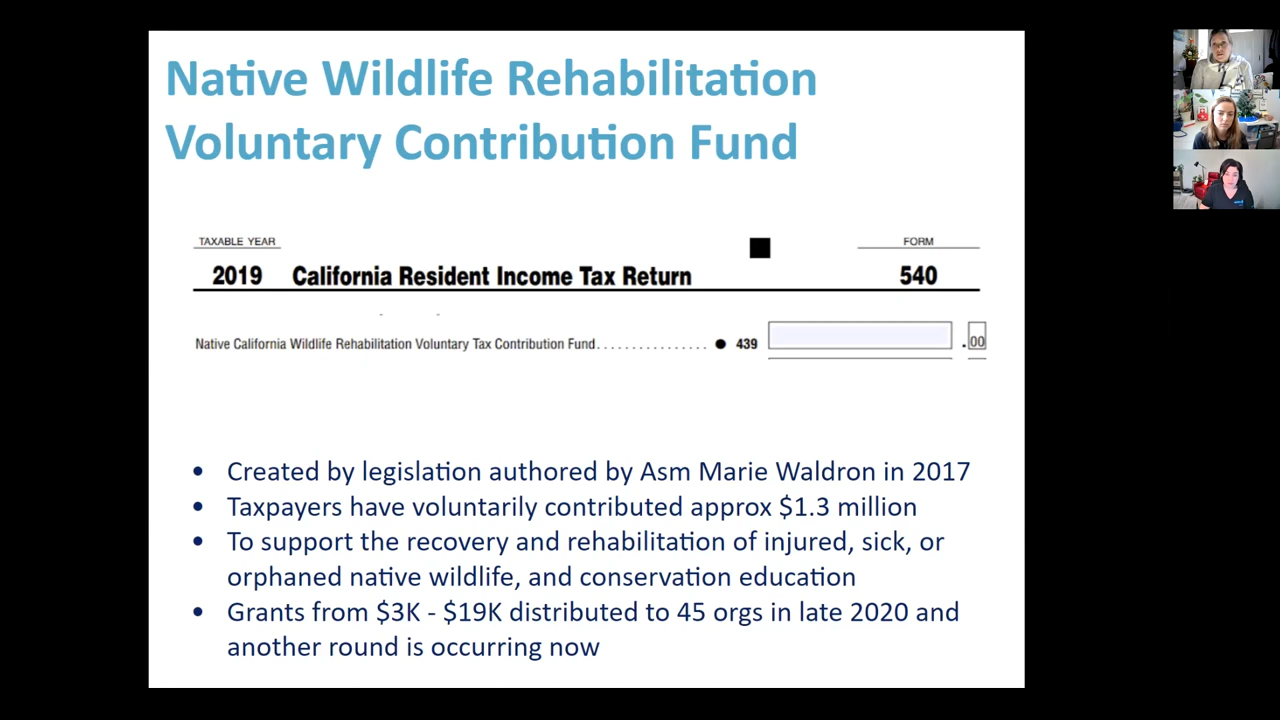 Native Wildlife Rehabilitation
Voluntary Contribution Fund
TAXABLE YEAR
FORM
2019 California Resident Income Tax Return 540
Native California Wildlife Rehabilitation Voluntary Tax Contribution Fund. . . . . . . . . . . . . . . . ● 439 .00
• Created by legislation authored by Asm Marie Waldron in 2017
• Taxpayers have voluntarily contributed approx $1.3 million
• To support the recovery and rehabilitation of injured, sick, or
orphaned native wildlife, and conservation education
• Grants from $3K - $19K distributed to 45 orgs in late 2020 and
another round is occurring now